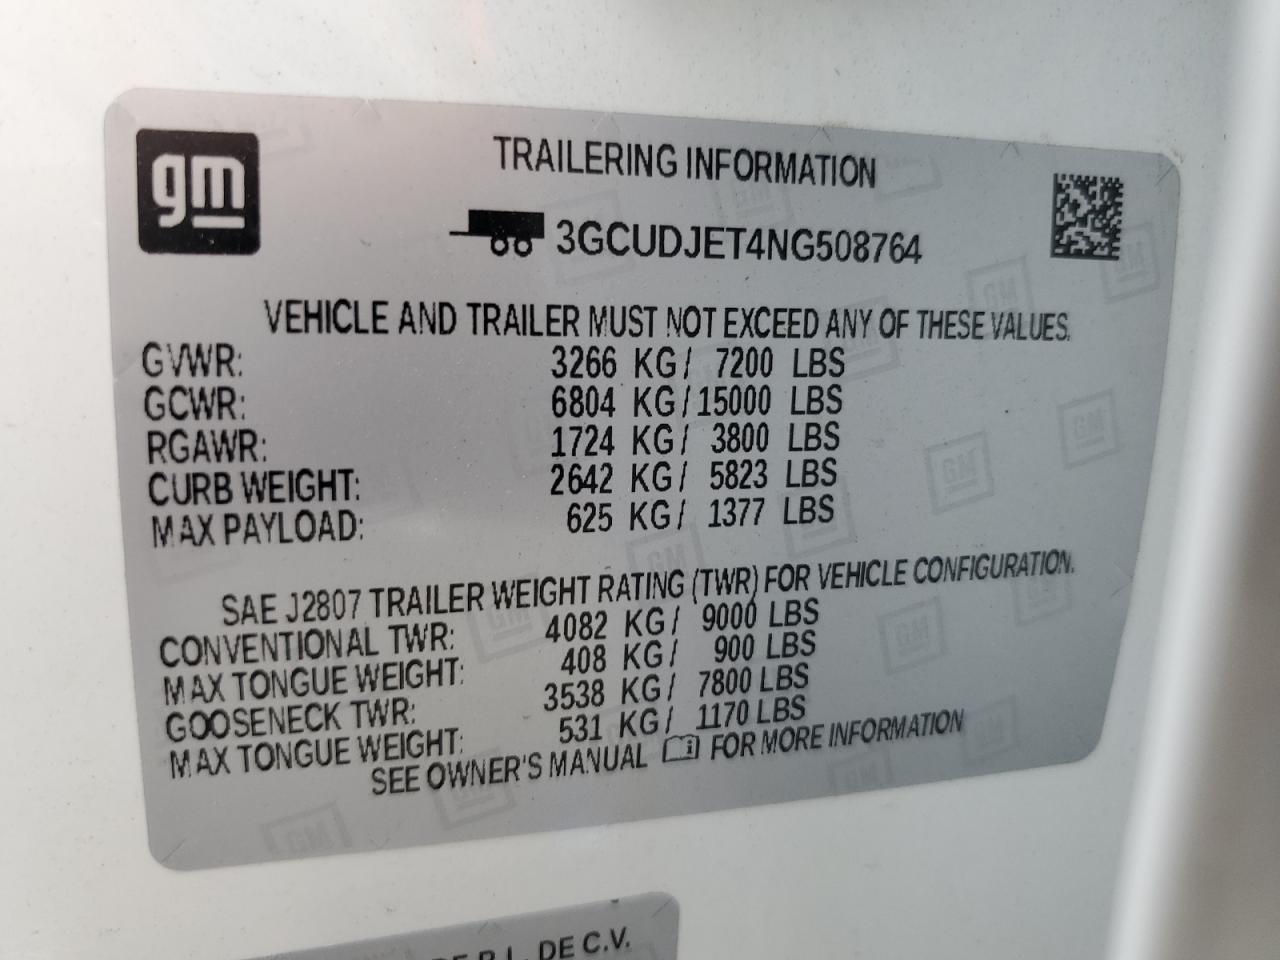 gm
TRAILERING INFORMATION
3GCUDJET4NG508764
VEHICLE AND TRAILER MUST NOT EXCEED ANY OF THESE VALUES.
GVWR: 3266 KG/ 7200 LBS
GCWR: 6804 KG/15000 LBS
RGAWR: 1724 KG/ 3800 LBS
CURB WEIGHT: 2642 KG/ 5823 LBS
MAX PAYLOAD: 625 KG/ 1377 LBS
SAE J2807 TRAILER WEIGHT RATING (TWR) FOR VEHICLE CONFIGURATION.
CONVENTIONAL TWR: 4082 KG/ 9000 LBS
MAX TONGUE WEIGHT: 408 KG/ 900 LBS
GOOSENECK TWR: 3538 KG/ 7800 LBS
MAX TONGUE WEIGHT: 531 KG/ 1170 LBS
SEE OWNER'S MANUAL FOR MORE INFORMATION
DE C.V.